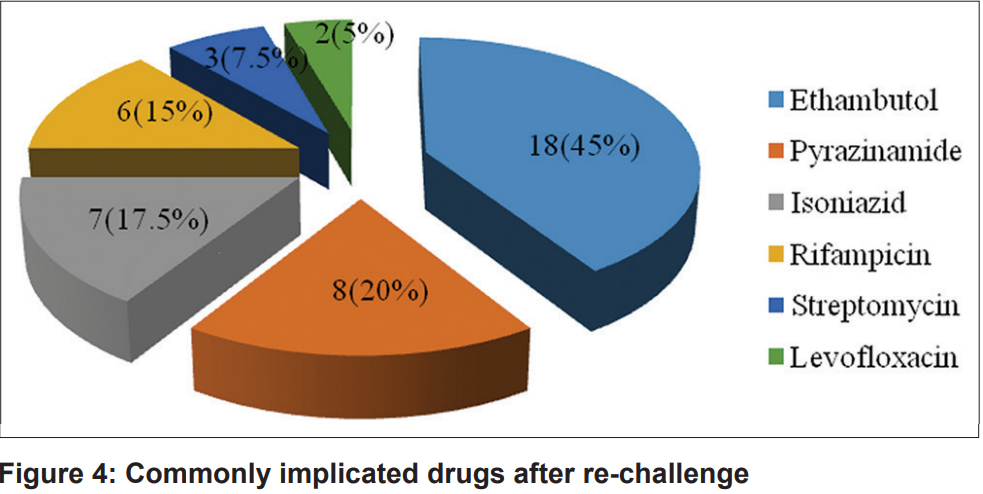 2(5%)
3(7.5%)
6(15%)
18(45%)
7(17.5%)
8(20%)
Ethambutol
Pyrazinamide
Isoniazid
Rifampicin
Streptomycin
Levofloxacin
Figure 4: Commonly implicated drugs after re-challenge